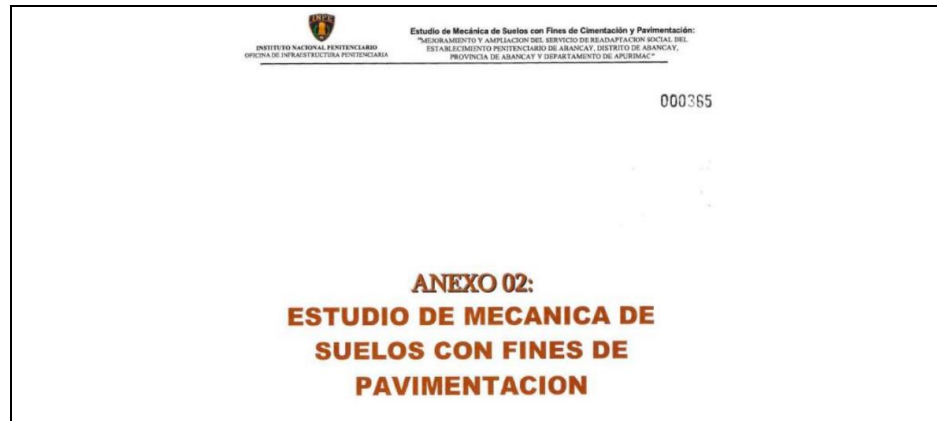 INPE
INSTITUTO NACIONAL PENITENCIARIO
OFICINA DE INFRAESTRUCTURA PENITENCIARIA
Estudio de Mecánica de Suelos con Fines de Cimentación y Pavimentación:
"MEJORAMIENTO Y AMPLIACION DEL SERVICIO DE READAPTACION SOCIAL DEL
ESTABLECIMIENTO PENITENCIARIO DE ABANCAY, DISTRITO DE ABANCAY,
PROVINCIA DE ABANCAY Y DEPARTAMENTO DE APURIMAC"
000365
ANEXO 02:
ESTUDIO DE MECANICA DE
SUELOS CON FINES DE
PAVIMENTACION